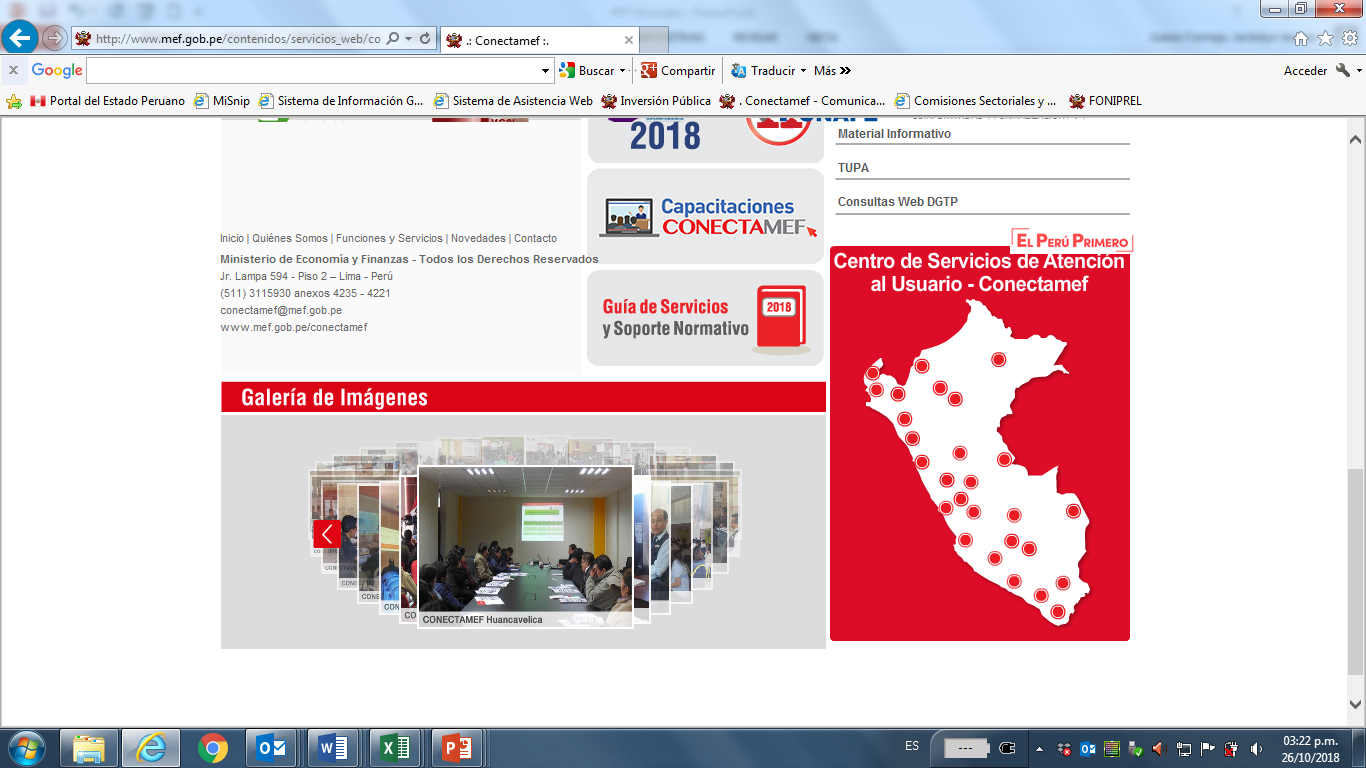 http://www.mef.gob.pe/contenidos/servicios_web/co
.: Conectamef :.
x Google
Buscar
Compartir
Traducir
Más
Acceder
Portal del Estado Peruano
MiSnip
Sistema de Información G...
Sistema de Asistencia Web
Inversión Pública
. Conectamef - Comunica...
Comisiones Sectoriales y ...
FONIPREL
2018
Capacitaciones
CONECTAMEF
Guía de Servicios
y Soporte Normativo
2018
Material Informativo
TUPA
Consultas Web DGTP
Inicio | Quiénes Somos | Funciones y Servicios | Novedades | Contacto
Ministerio de Economía y Finanzas - Todos los Derechos Reservados
Jr. Lampa 594 - Piso 2 – Lima - Perú
(511) 3115930 anexos 4235 - 4221
conectamef@mef.gob.pe
www.mef.gob.pe/conectamef
EL PERÚ PRIMERO
Centro de Servicios de Atención
al Usuario - Conectamef
Galería de Imágenes
CONECTAMEF Huancavelica
ES
03:22 p.m.
26/10/2018